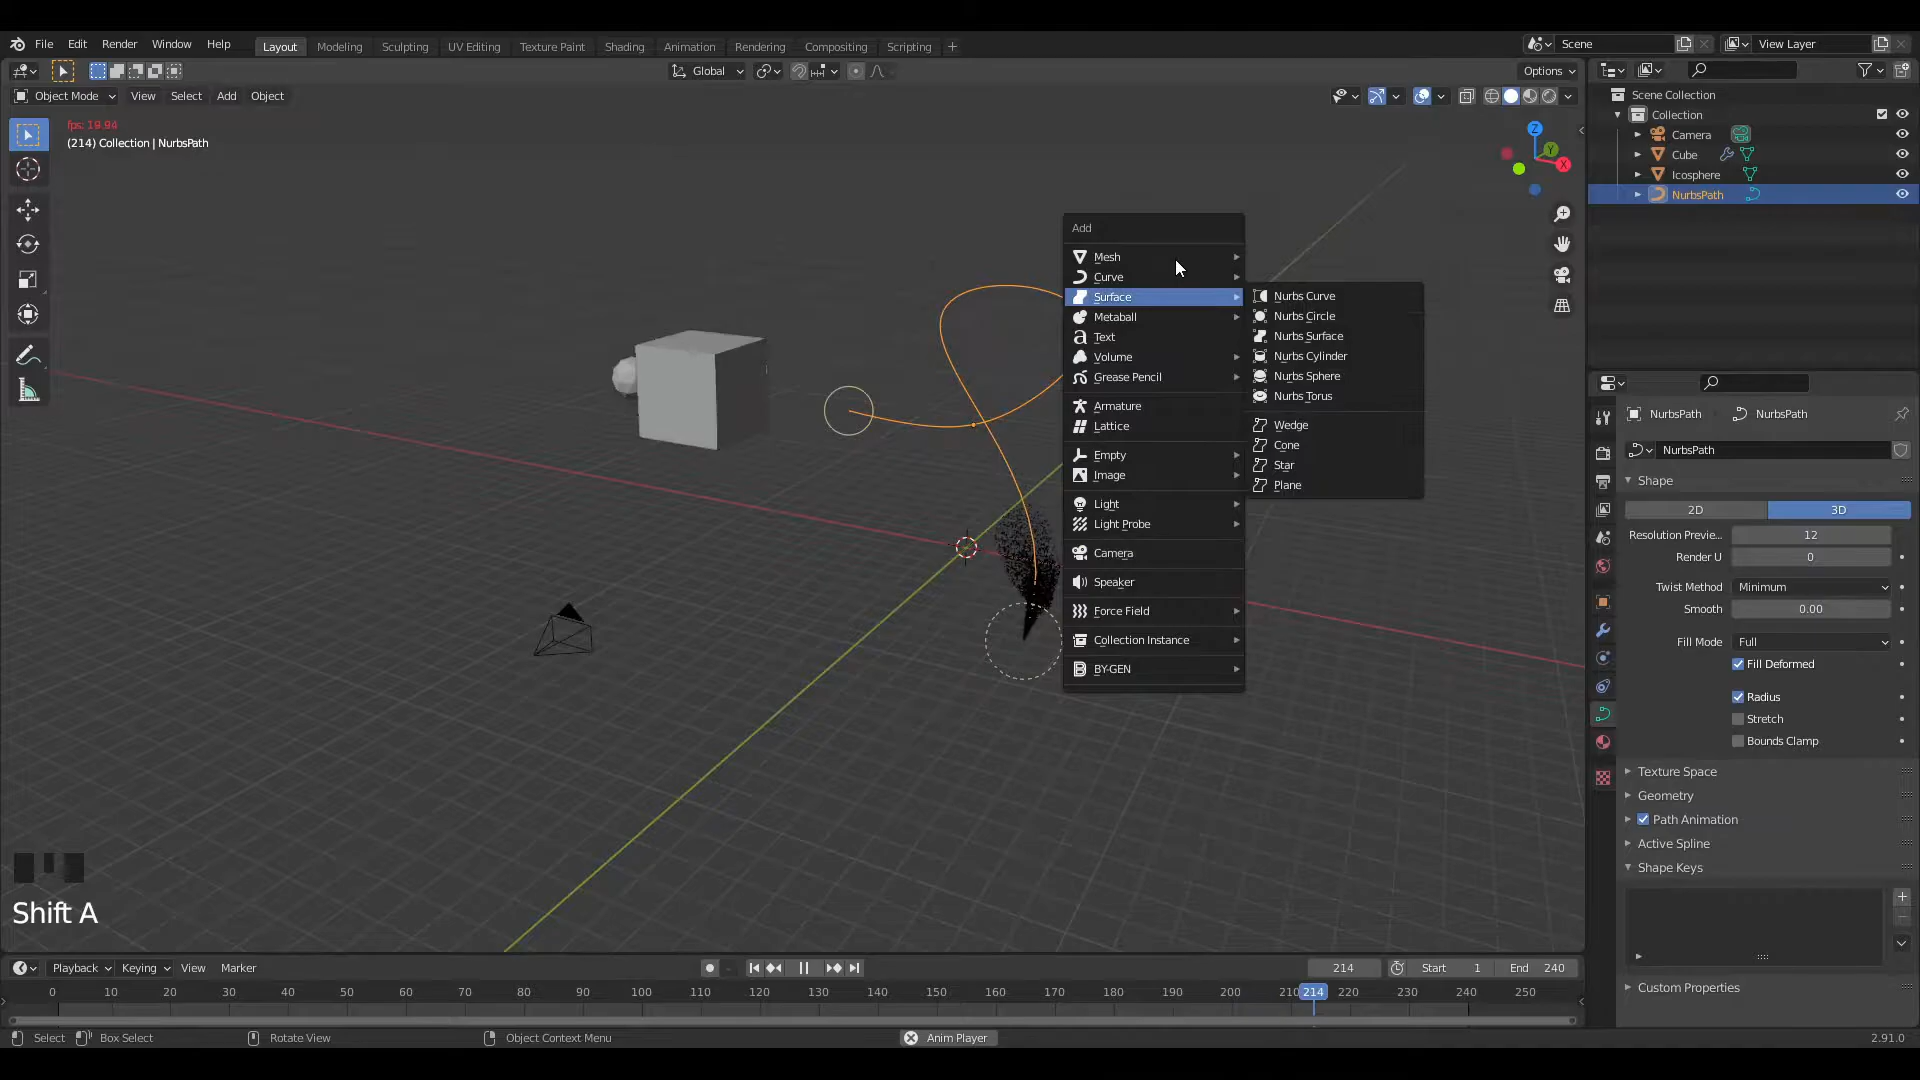 File Edit Render Window Help Layout Modeling Sculpting UV Editing Texture Paint Shading Animation Rendering Compositing Scripting + Scene View Layer
Global Options
Object Mode View Select Add Object
fps: 19.94
(214) Collection | NurbsPath
Z
Y
X
Add
Mesh
Curve
Surface
Metaball
Text
Volume
Grease Pencil
Armature
Lattice
Empty
Image
Light
Light Probe
Camera
Speaker
Force Field
Collection Instance
BY-GEN
Nurbs Curve
Nurbs Circle
Nurbs Surface
Nurbs Cylinder
Nurbs Sphere
Nurbs Torus
Wedge
Cone
Star
Plane
Scene Collection
Collection
Camera
Cube
Icosphere
NurbsPath
NurbsPath NurbsPath
NurbsPath
Shape
2D 3D
Resolution Previe... 12
Render U 0
Twist Method Minimum
Smooth 0.00
Fill Mode Full
Fill Deformed
Radius
Stretch
Bounds Clamp
Texture Space
Geometry
Path Animation
Active Spline
Shape Keys
Custom Properties
Shift A
Playback Keying View Marker 214 Start 1 End 240
0 10 20 30 40 50 60 70 80 90 100 110 120 130 140 150 160 170 180 190 200 210 214 220 230 240 250
Select Box Select Rotate View Object Context Menu Anim Player 2.91.0